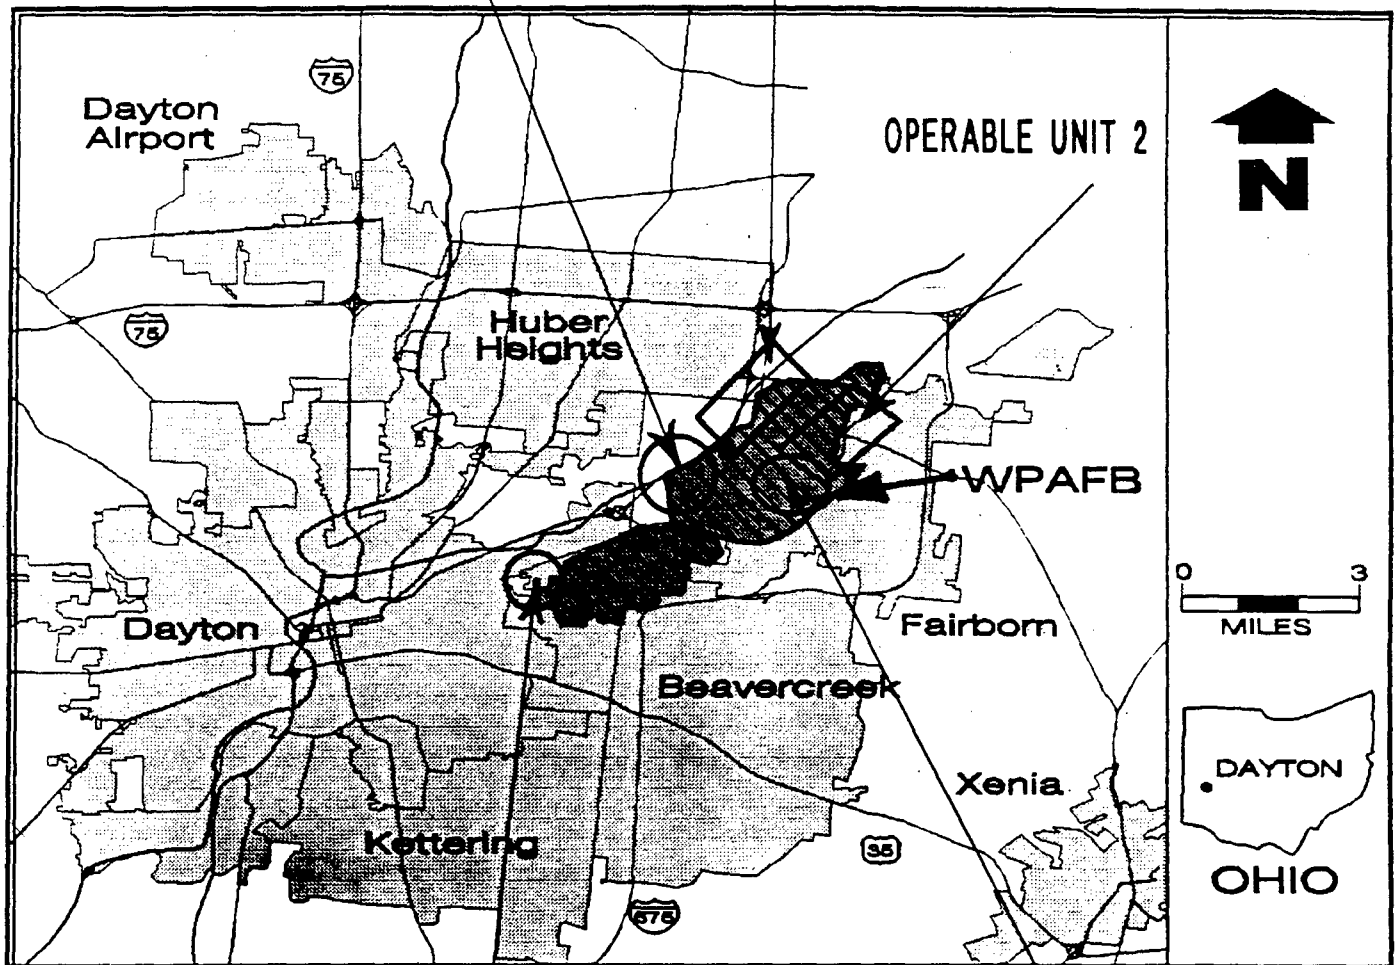 75
Dayton
Airport
OPERABLE UNIT 2
N
75
Huber
Heights
WPAFB
0 3
MILES
Dayton
Fairborn
Beavercreek
DAYTON
Xenia
Kettering
35
OHIO
675